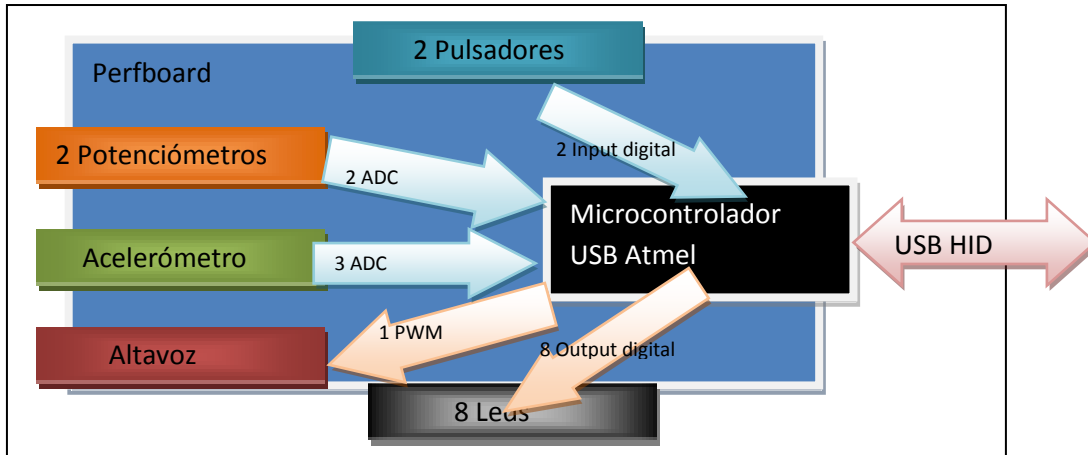 2 Pulsadores
Perfboard
2 Potenciómetros
2 ADC
2 Input digital
Microcontrolador
USB Atmel
USB HID
Acelerómetro
3 ADC
1 PWM
Altavoz
8 Output digital
8 Leds